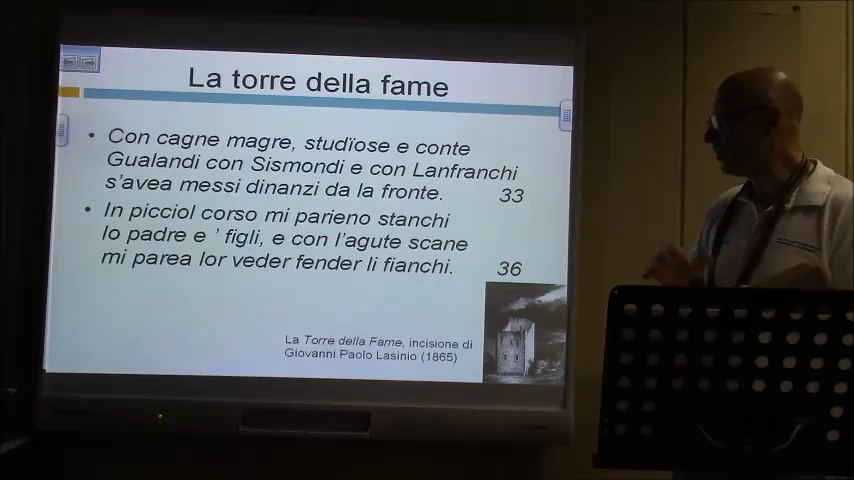 La torre della fame
• Con cagne magre, studïose e conte
Gualandi con Sismondi e con Lanfranchi
s'avea messi dinanzi da la fronte. 33
• In picciol corso mi parieno stanchi
lo padre e ' figli, e con l'agute scane
mi parea lor veder fender li fianchi. 36
La Torre della Fame, incisione di
Giovanni Paolo Lasinio (1865)